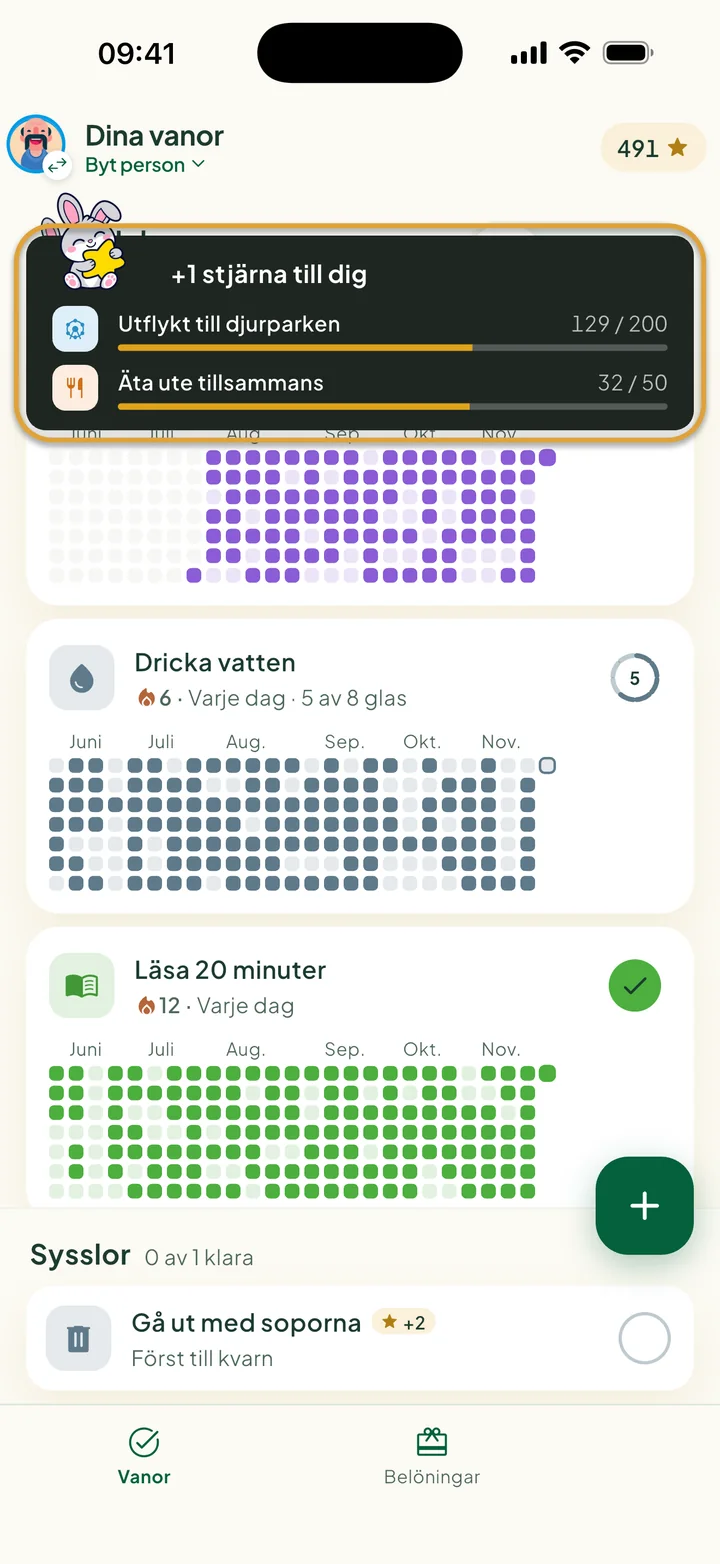 09:41
Dina vanor
Byt person
491
+1 stjärna till dig
Utflykt till djurparken 129 / 200
Äta ute tillsammans 32 / 50
Juni Juli Aug. Sep. Okt. Nov.
Dricka vatten
5
6 · Varje dag · 5 av 8 glas
Juni Juli Aug. Sep. Okt. Nov.
Läsa 20 minuter
12 · Varje dag
Juni Juli Aug. Sep. Okt. Nov.
Sysslor 0 av 1 klara
Gå ut med soporna +2
Först till kvarn
Vanor Belöningar